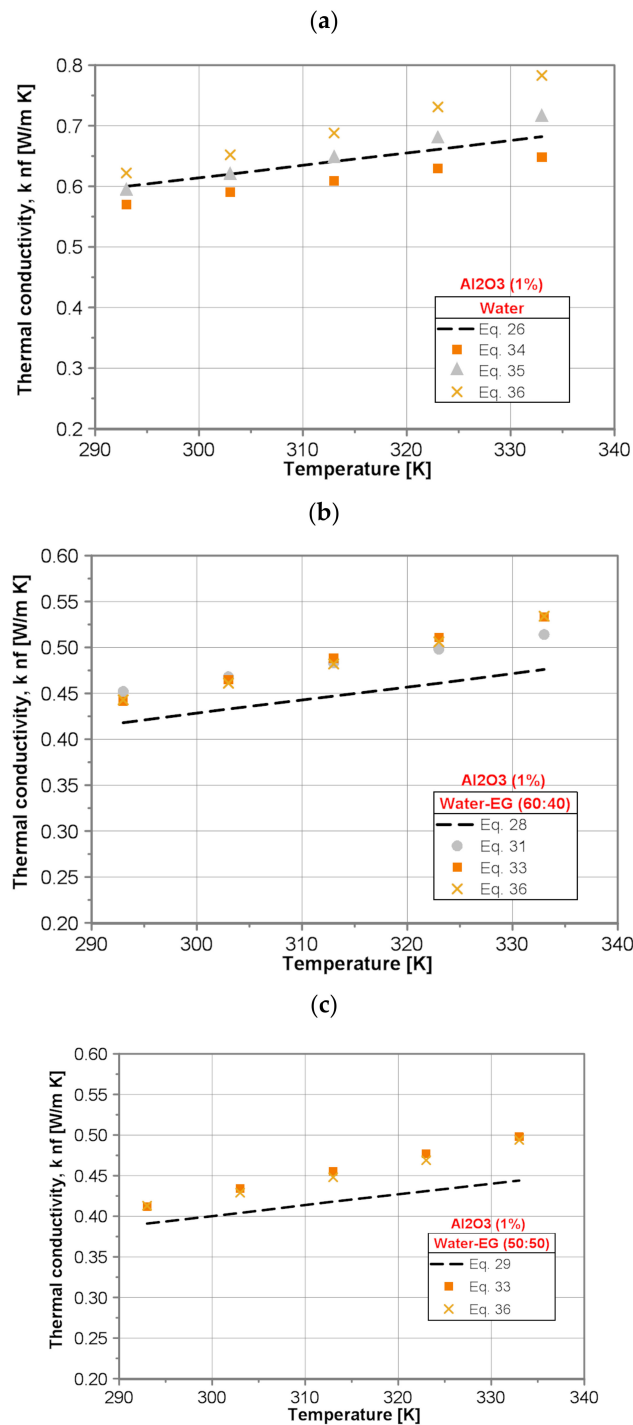 (a)
Thermal conductivity, k nf [W/m K]
0.8
0.7
0.6
0.5
0.4
0.3
0.2
Al2O3 (1%)
Water
Eq. 26
Eq. 34
Eq. 35
Eq. 36
290
300
310
320
330
340
Temperature [K]
(b)
Thermal conductivity, k nf [W/m K]
0.60
0.55
0.50
0.45
0.40
0.35
0.30
0.25
0.20
Al2O3 (1%)
Water-EG (60:40)
Eq. 28
Eq. 31
Eq. 33
Eq. 36
290
300
310
320
330
340
Temperature [K]
(c)
Thermal conductivity, k nf [W/m K]
0.60
0.55
0.50
0.45
0.40
0.35
0.30
0.25
0.20
Al2O3 (1%)
Water-EG (50:50)
Eq. 29
Eq. 33
Eq. 36
290
300
310
320
330
340
Temperature [K]